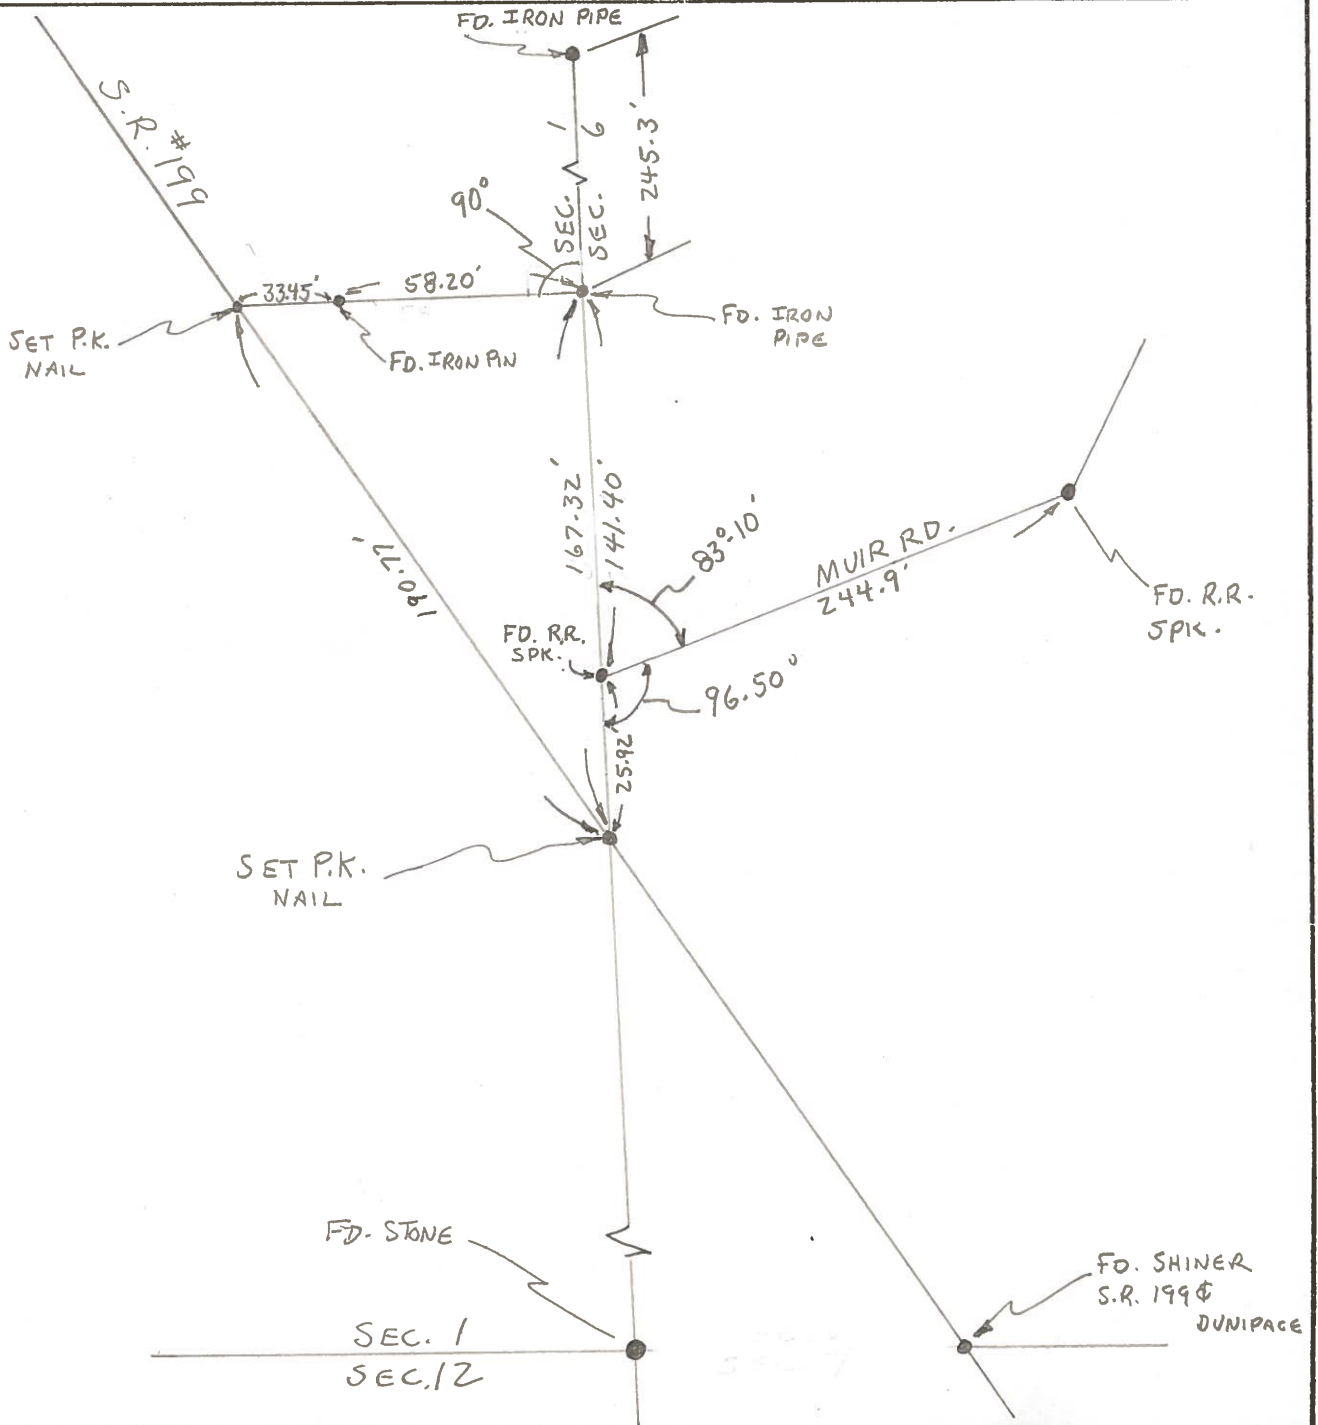 FD. IRON PIPE
S.R. #199
SEC. 1
SEC. 6
245.3'
90°
33.45'
58.20'
SET P.K.
NAIL
FD. IRON PIN
FD. IRON
PIPE
167.32'
141.40'
190.77'
83°-10'
MUIR RD.
244.9'
FD. R.R.
SPK.
FD. R.R.
SPK.
96.50°
25.92'
SET P.K.
NAIL
FD. STONE
FD. SHINER
S.R. 199 ℄
DUNIPACE
SEC. 1
SEC. 12